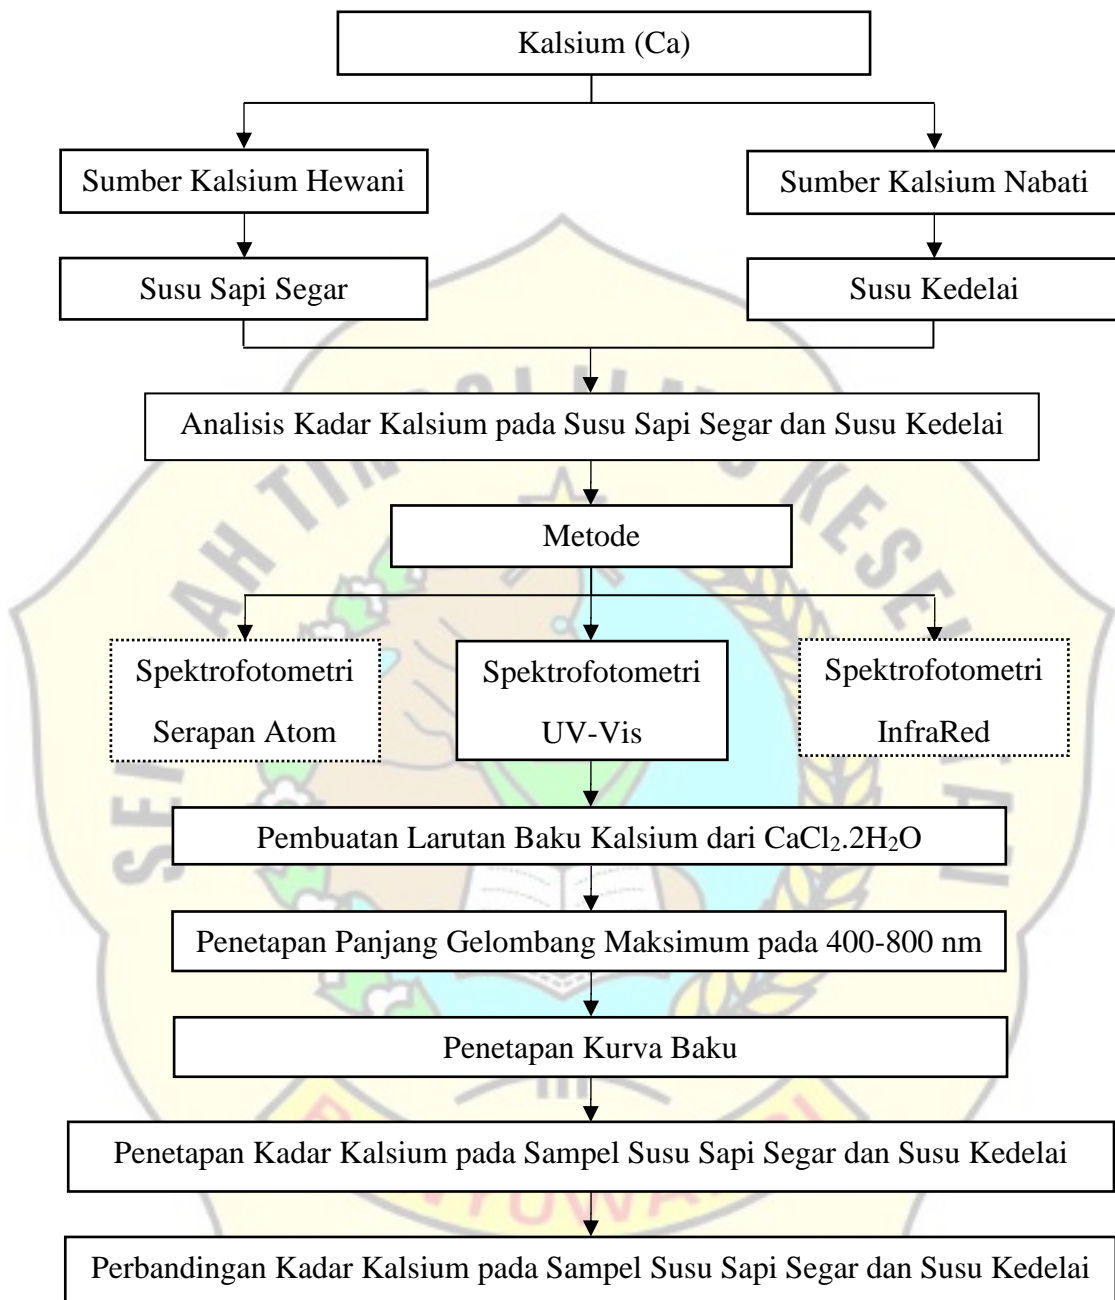 Kalsium (Ca)
Sumber Kalsium Hewani
Sumber Kalsium Nabati
Susu Sapi Segar
Susu Kedelai
Analisis Kadar Kalsium pada Susu Sapi Segar dan Susu Kedelai
Metode
Spektrofotometri
Serapan Atom
Spektrofotometri
UV-Vis
Spektrofotometri
InfraRed
Pembuatan Larutan Baku Kalsium dari CaCl₂.2H₂O
Penetapan Panjang Gelombang Maksimum pada 400-800 nm
Penetapan Kurva Baku
Penetapan Kadar Kalsium pada Sampel Susu Sapi Segar dan Susu Kedelai
Perbandingan Kadar Kalsium pada Sampel Susu Sapi Segar dan Susu Kedelai